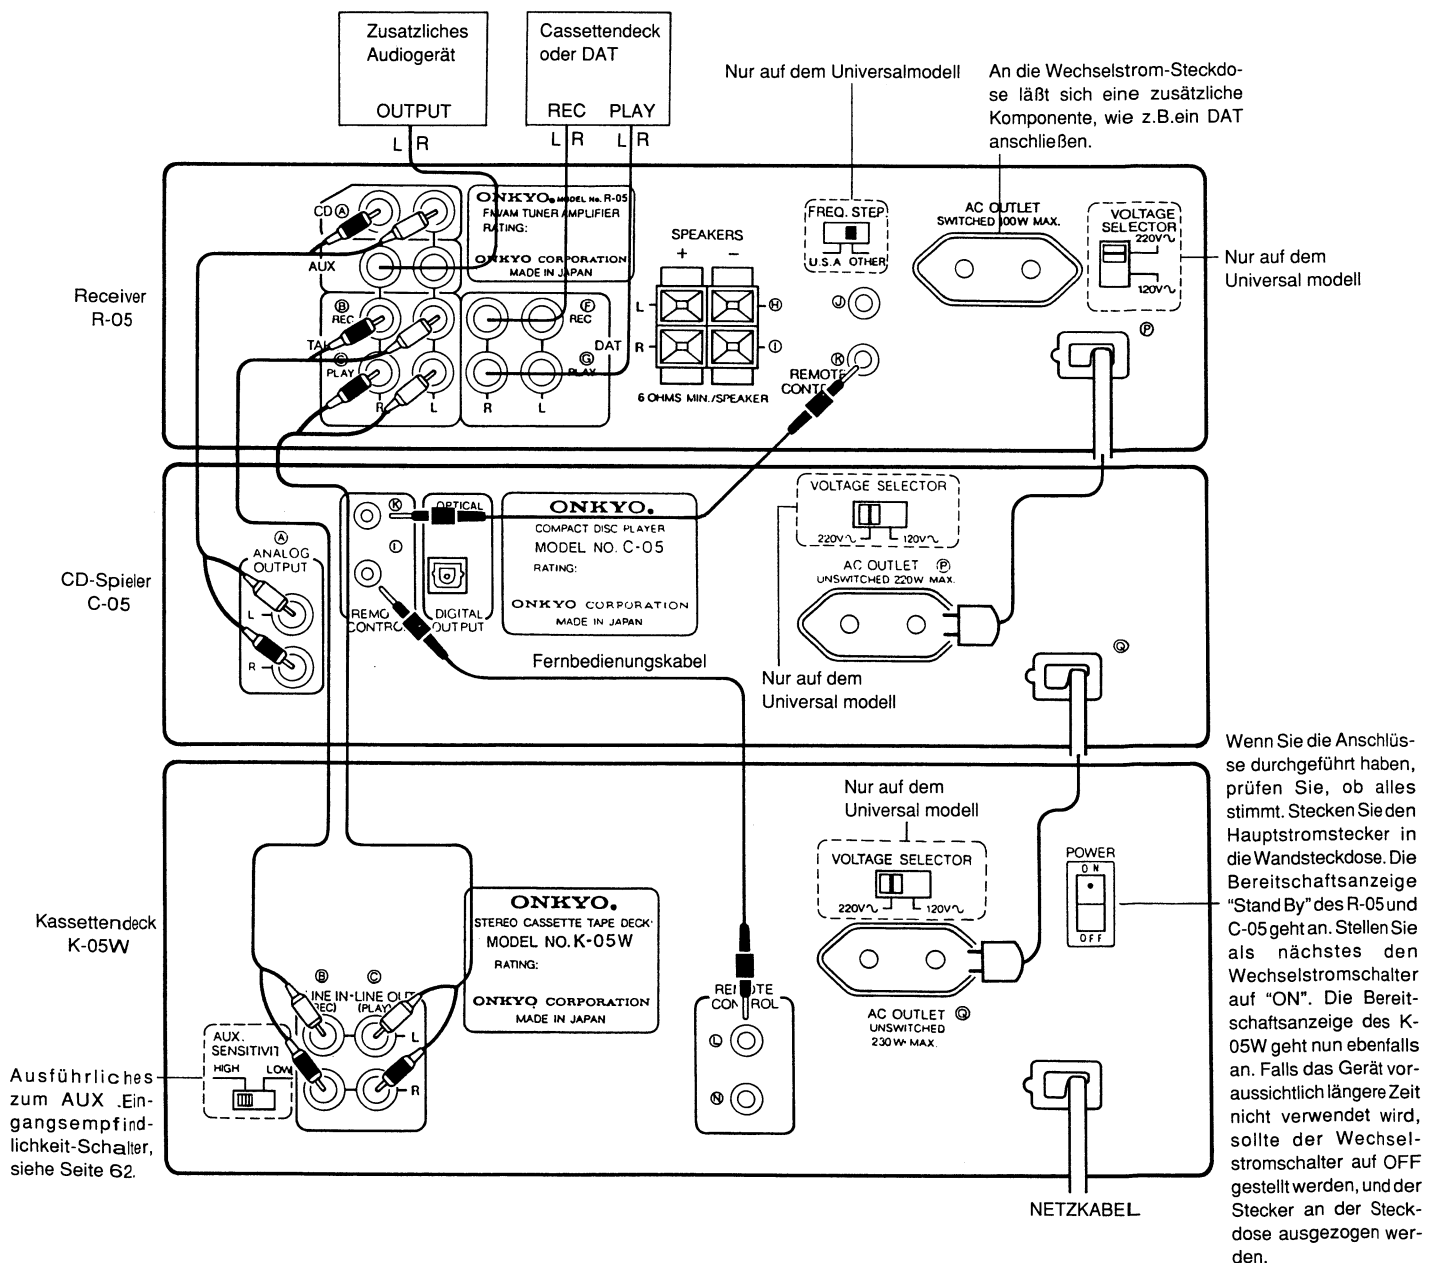 Zusatzliches
Audiogerät
OUTPUT
L R
Cassettendeck
oder DAT
REC PLAY
L R L R
Nur auf dem Universalmodell
An die Wechselstrom-Steckdo-
se läßt sich eine zusätzliche
Komponente, wie z.B.ein DAT
anschließen.
Receiver
R-05
CD Ⓐ
AUX
Ⓑ
REC
Ⓒ
PLAY
R L
ONKYO. MODEL No. R-05
FM/AM TUNER AMPLIFIER
RATING:
ONKYO CORPORATION
MADE IN JAPAN
Ⓕ
REC
DAT
Ⓖ
PLAY
R L
SPEAKERS
+ −
L Ⓗ
R Ⓘ
6 OHMS MIN./SPEAKER
FREQ. STEP
U.S.A OTHER
Ⓙ
Ⓚ
REMOTE
AC OUTLET
SWITCHED 100W MAX.
VOLTAGE
SELECTOR
220V∿
120V∿
Nur auf dem
Universal modell
Ⓟ
CD-Spieler
C-05
Ⓐ
ANALOG
OUTPUT
L
R
Ⓚ
Ⓘ
OPTICAL
DIGITAL
OUTPUT
ONKYO.
COMPACT DISC PLAYER
MODEL NO. C-05
RATING:
ONKYO CORPORATION
MADE IN JAPAN
Fernbedienungskabel
VOLTAGE SELECTOR
220V∿ 120V∿
AC OUTLET Ⓟ
UNSWITCHED 220W MAX.
Nur auf dem
Universal modell
Ⓠ
Kassettendeck
K-05W
ONKYO.
STEREO CASSETTE TAPE DECK
MODEL NO. K-05W
RATING:
ONKYO CORPORATION
MADE IN JAPAN
Ⓑ Ⓒ
LINE IN-LINE OUT
(REC) (PLAY)
L
R
AUX.
HIGH LOW
Ausführliches
zum AUX .Ein-
gangsempfind-
lichkeit-Schalter,
siehe Seite 62.
REMOTE
CONTROL
Ⓛ
Ⓝ
Nur auf dem
Universal modell
VOLTAGE SELECTOR
220V∿ 120V∿
AC OUTLET Ⓠ
UNSWITCHED
230W MAX.
POWER
ON
OFF
NETZKABEL
Wenn Sie die Anschlüs-
se durchgeführt haben,
prüfen Sie, ob alles
stimmt. Stecken Sie den
Hauptstromstecker in
die Wandsteckdose. Die
Bereitschaftsanzeige
“Stand By” des R-05 und
C-05 geht an. Stellen Sie
als nächstes den
Wechselstromschalter
auf “ON”. Die Bereit-
schaftsanzeige des K-
05W geht nun ebenfalls
an. Falls das Gerät vor-
aussichtlich längere Zeit
nicht verwendet wird,
sollte der Wechsel-
stromschalter auf OFF
gestellt werden, und der
Stecker an der Steck-
dose ausgezogen wer-
den.